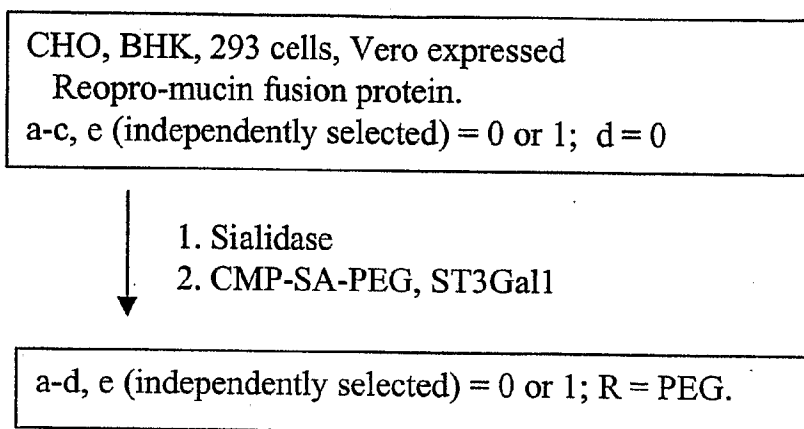 CHO, BHK, 293 cells, Vero expressed
Reopro-mucin fusion protein.
a-c, e (independently selected) = 0 or 1; d = 0
1. Sialidase
2. CMP-SA-PEG, ST3Gal1
a-d, e (independently selected) = 0 or 1; R = PEG.